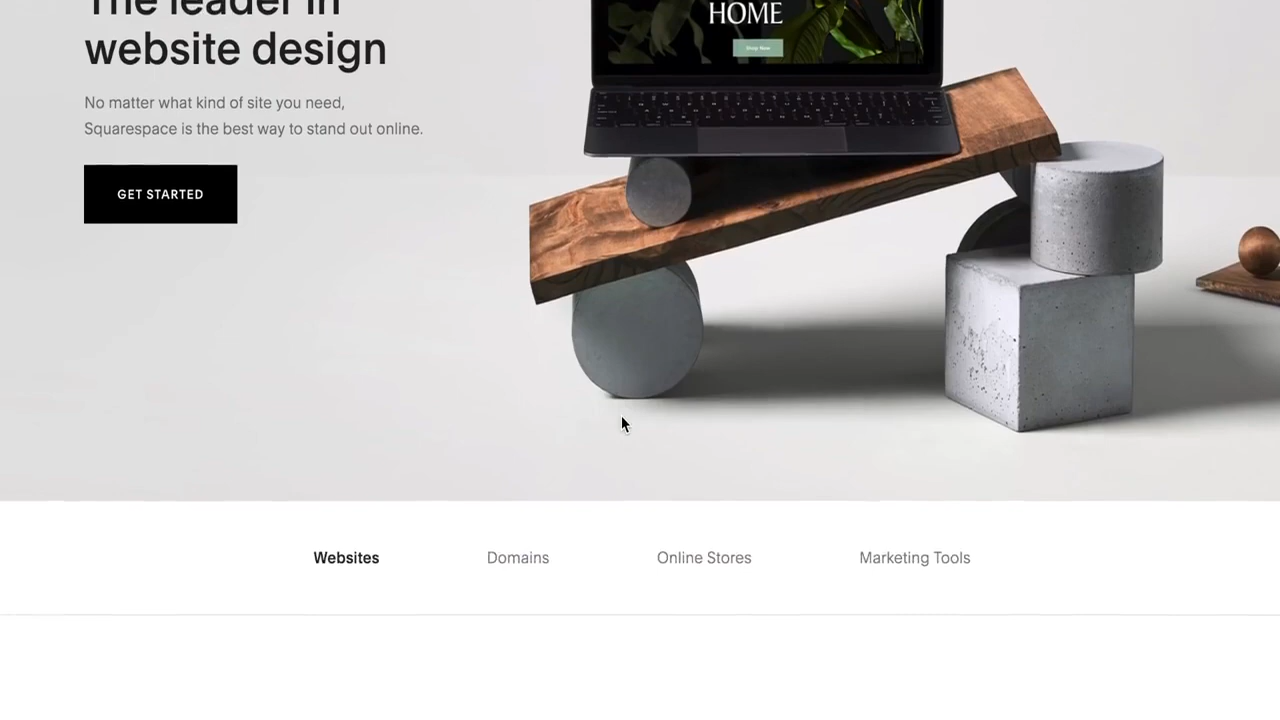 The leader in
website design
No matter what kind of site you need,
Squarespace is the best way to stand out online.
GET STARTED
HOME
Shop Now
Websites
Domains
Online Stores
Marketing Tools